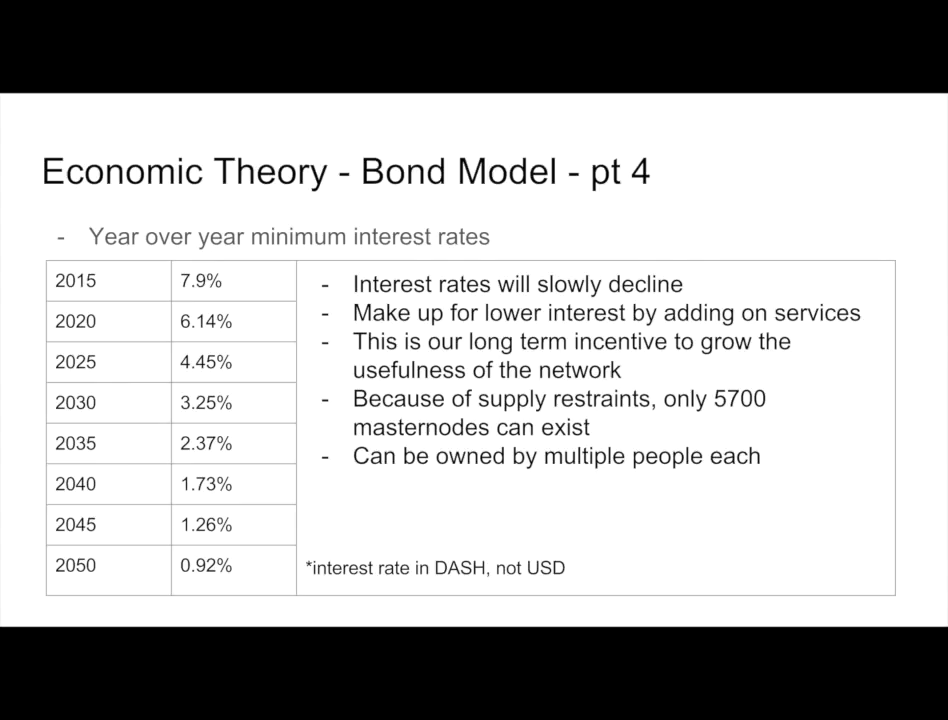 Economic Theory - Bond Model - pt 4
- Year over year minimum interest rates
2015 7.9%
2020 6.14%
2025 4.45%
2030 3.25%
2035 2.37%
2040 1.73%
2045 1.26%
2050 0.92%
- Interest rates will slowly decline
- Make up for lower interest by adding on services
- This is our long term incentive to grow the
usefulness of the network
- Because of supply restraints, only 5700
masternodes can exist
- Can be owned by multiple people each
*interest rate in DASH, not USD